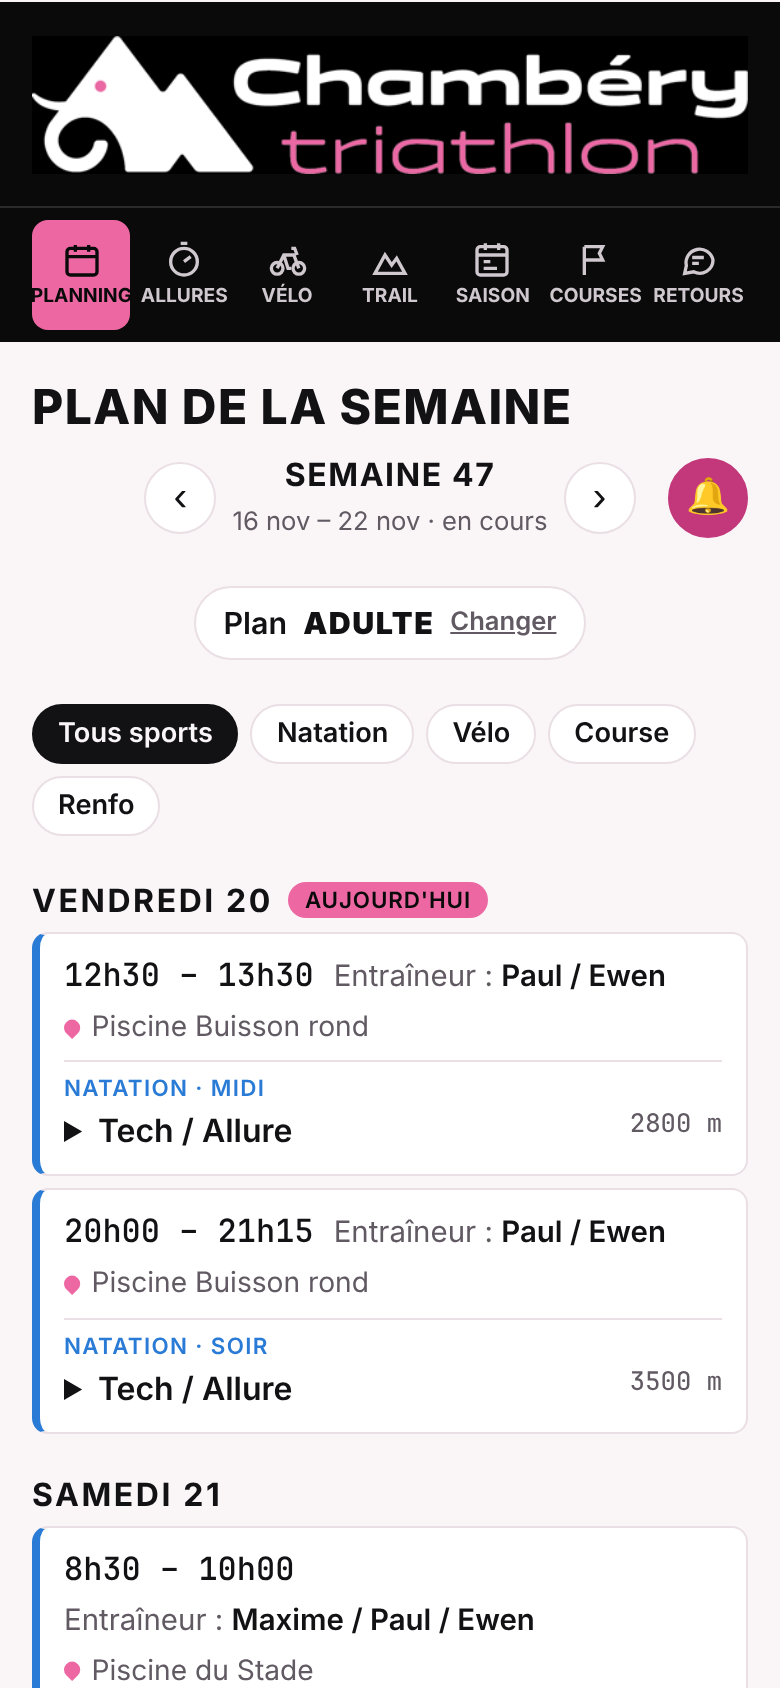 Chambéry
triathlon
PLANNING ALLURES VÉLO TRAIL SAISON COURSES RETOURS
PLAN DE LA SEMAINE
‹ SEMAINE 47 ›
16 nov – 22 nov · en cours
Plan ADULTE Changer
Tous sports Natation Vélo Course
Renfo
VENDREDI 20 AUJOURD'HUI
12h30 – 13h30 Entraîneur : Paul / Ewen
Piscine Buisson rond
NATATION · MIDI
Tech / Allure 2800 m
20h00 – 21h15 Entraîneur : Paul / Ewen
Piscine Buisson rond
NATATION · SOIR
Tech / Allure 3500 m
SAMEDI 21
8h30 – 10h00
Entraîneur : Maxime / Paul / Ewen
Piscine du Stade